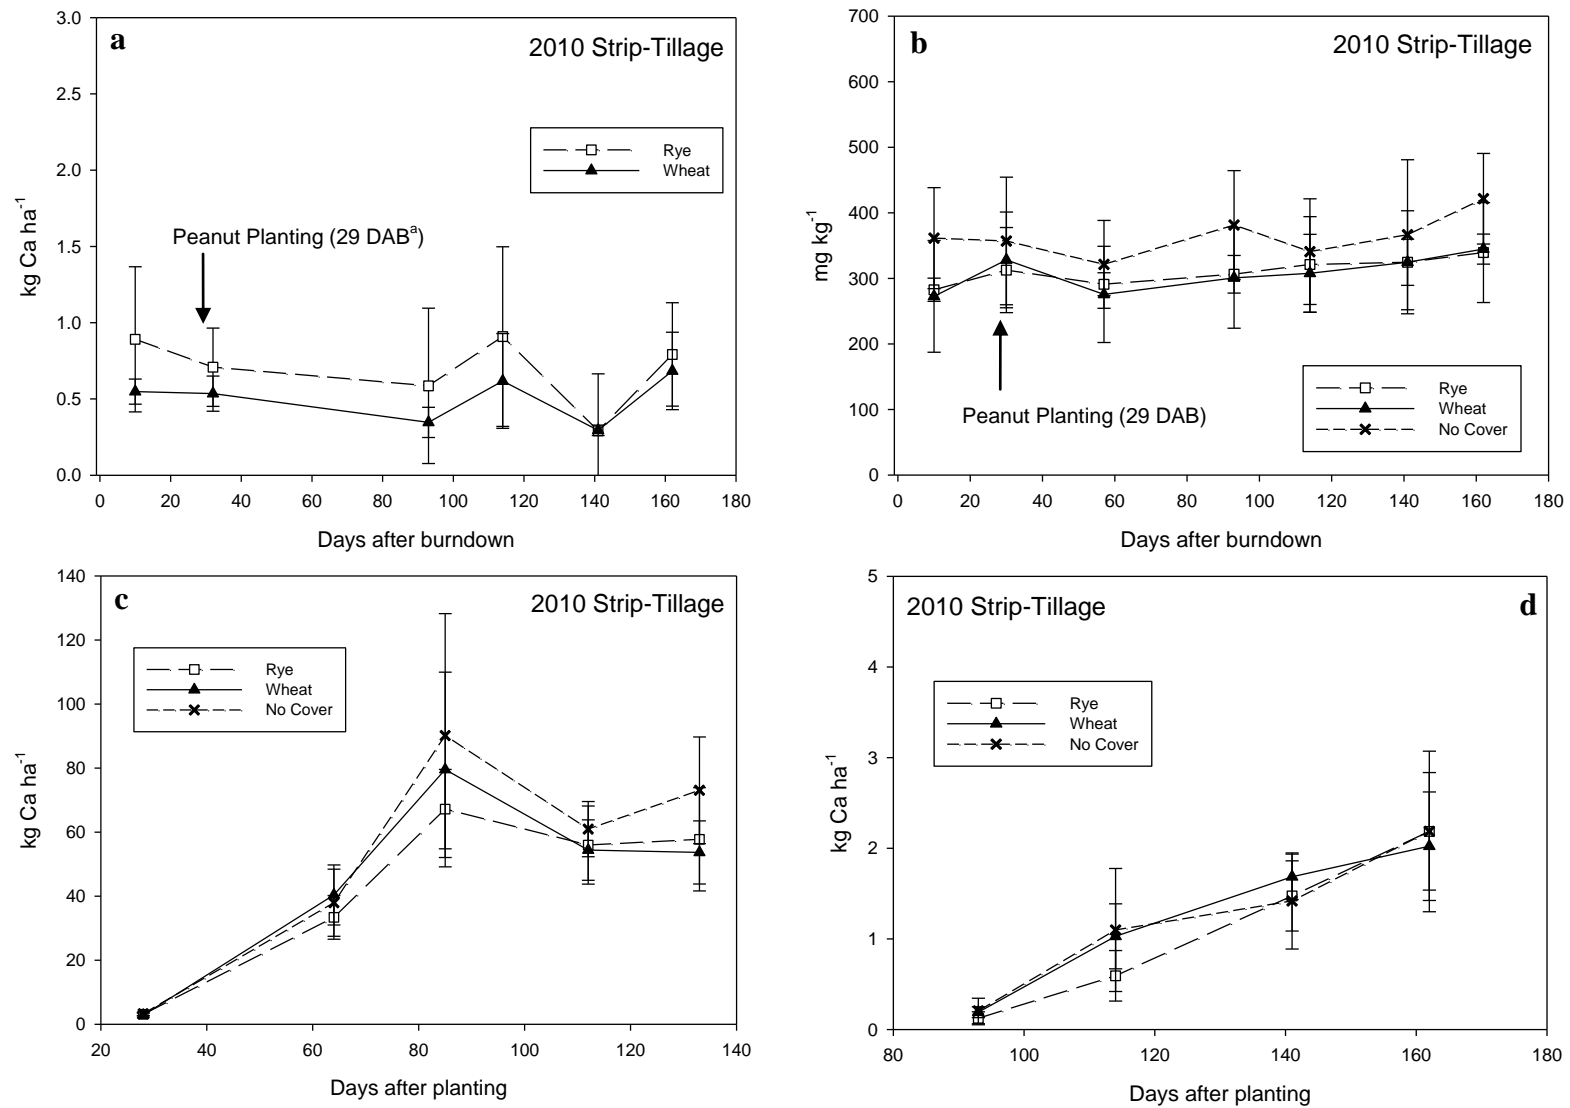 a
2010 Strip-Tillage
3.0
2.5
2.0
1.5
1.0
0.5
0.0
kg Ca ha-1
Rye
Wheat
Peanut Planting (29 DABa)
0 20 40 60 80 100 120 140 160 180
Days after burndown
b
2010 Strip-Tillage
700
600
500
400
300
200
100
0
mg kg-1
Peanut Planting (29 DAB)
Rye
Wheat
No Cover
0 20 40 60 80 100 120 140 160 180
Days after burndown
c
2010 Strip-Tillage
140
120
100
80
60
40
20
0
kg Ca ha-1
Rye
Wheat
No Cover
20 40 60 80 100 120 140
Days after planting
2010 Strip-Tillage
d
5
4
3
2
1
0
kg Ca ha-1
Rye
Wheat
No Cover
80 100 120 140 160 180
Days after planting